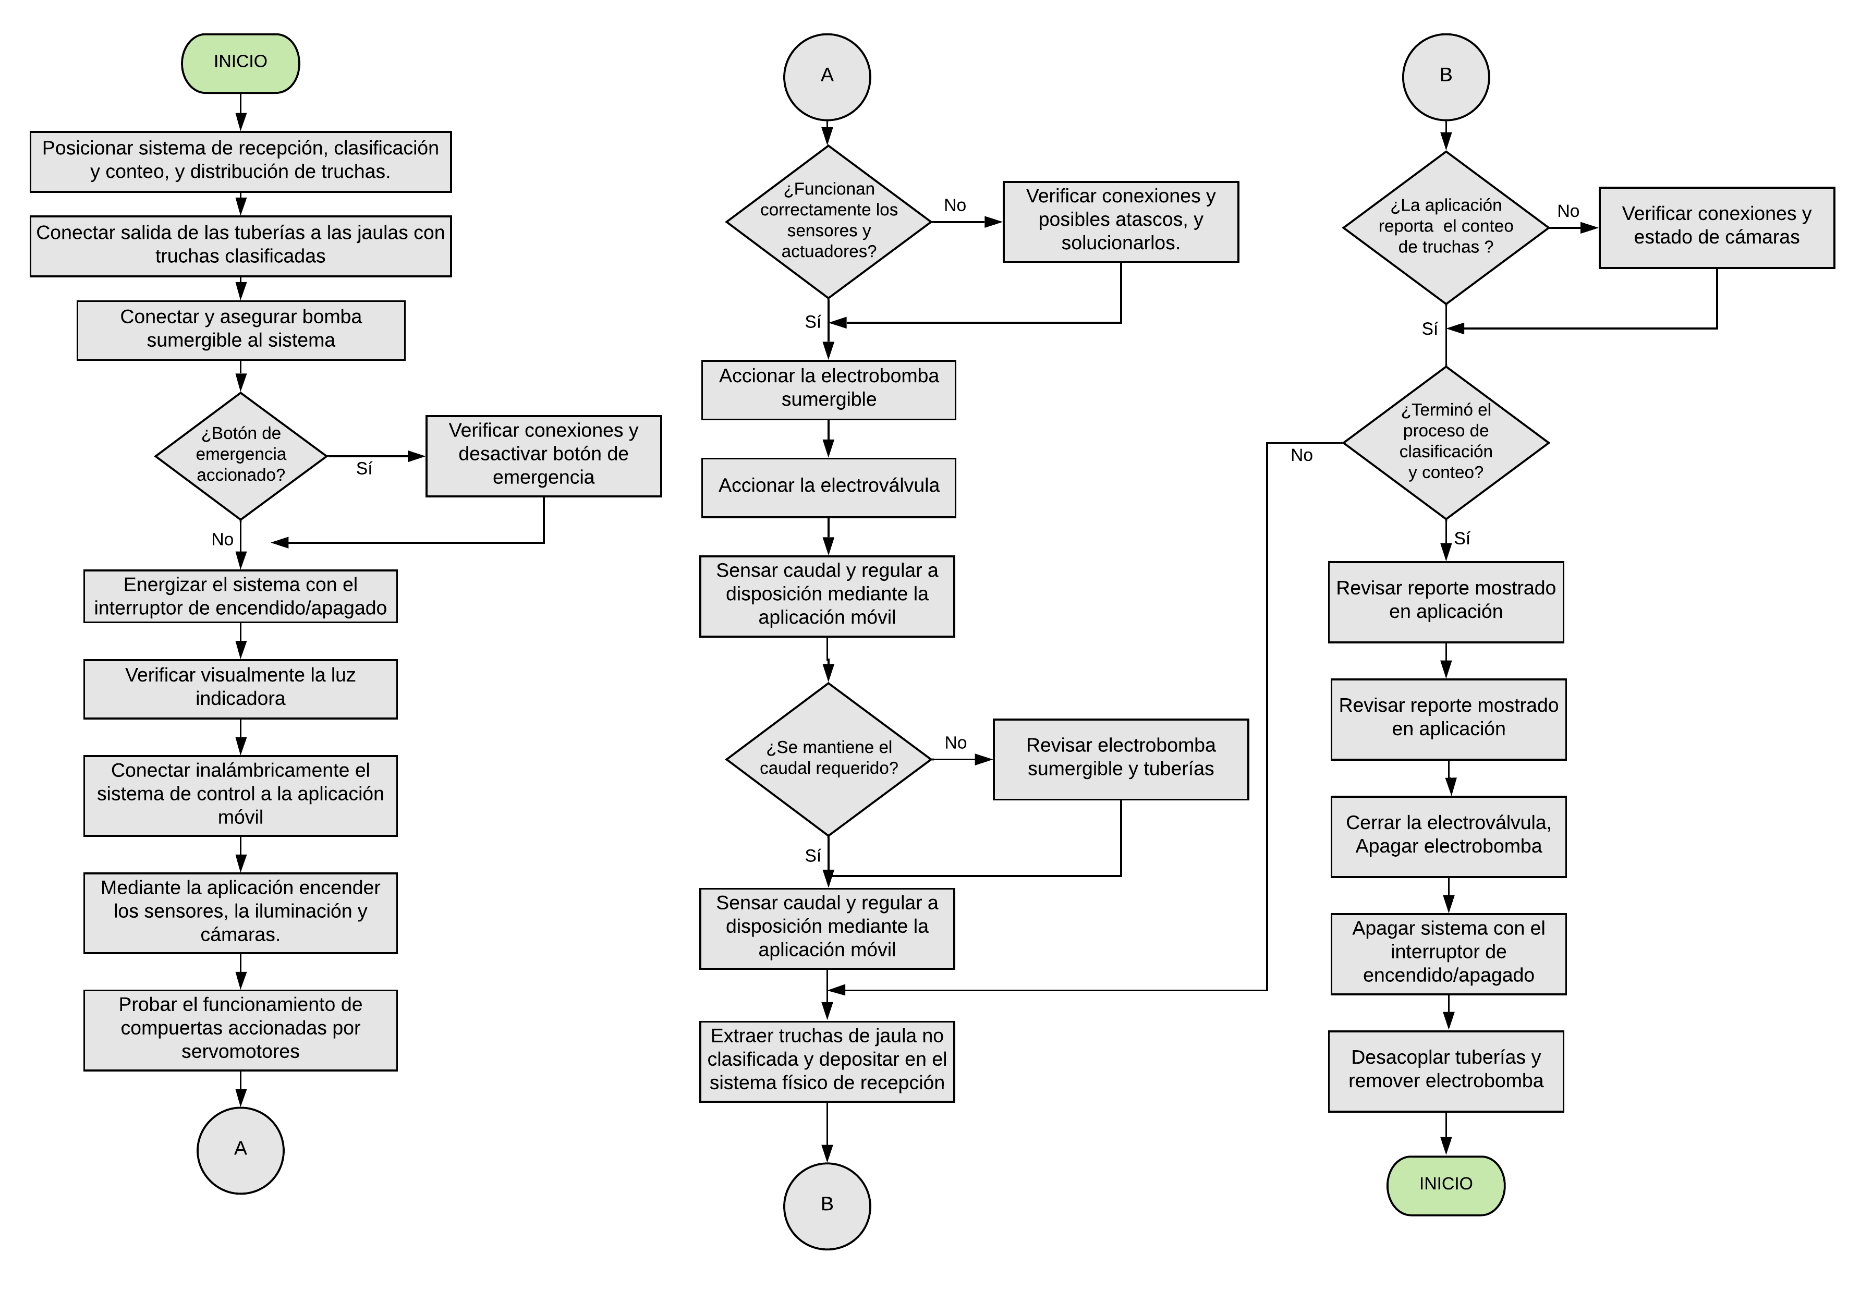 INICIO
Posicionar sistema de recepción, clasificación
y conteo, y distribución de truchas.
Conectar salida de las tuberías a las jaulas con
truchas clasificadas
Conectar y asegurar bomba
sumergible al sistema
¿Botón de
emergencia
accionado?
Sí
Verificar conexiones y
desactivar botón de
emergencia
No
Energizar el sistema con el
interruptor de encendido/apagado
Verificar visualmente la luz
indicadora
Conectar inalámbricamente el
sistema de control a la aplicación
móvil
Mediante la aplicación encender
los sensores, la iluminación y
cámaras.
Probar el funcionamiento de
compuertas accionadas por
servomotores
A
A
¿Funcionan
correctamente los
sensores y
actuadores?
No
Verificar conexiones y
posibles atascos, y
solucionarlos.
Sí
Accionar la electrobomba
sumergible
Accionar la electroválvula
Sensar caudal y regular a
disposición mediante la
aplicación móvil
¿Se mantiene el
caudal requerido?
No
Revisar electrobomba
sumergible y tuberías
Sí
Sensar caudal y regular a
disposición mediante la
aplicación móvil
Extraer truchas de jaula no
clasificada y depositar en el
sistema físico de recepción
B
B
¿La aplicación
reporta  el conteo
de truchas ?
No
Verificar conexiones y
estado de cámaras
Sí
¿Terminó el
proceso de
clasificación
y conteo?
No
Sí
Revisar reporte mostrado
en aplicación
Revisar reporte mostrado
en aplicación
Cerrar la electroválvula,
Apagar electrobomba
Apagar sistema con el
interruptor de
encendido/apagado
Desacoplar tuberías y
remover electrobomba
INICIO